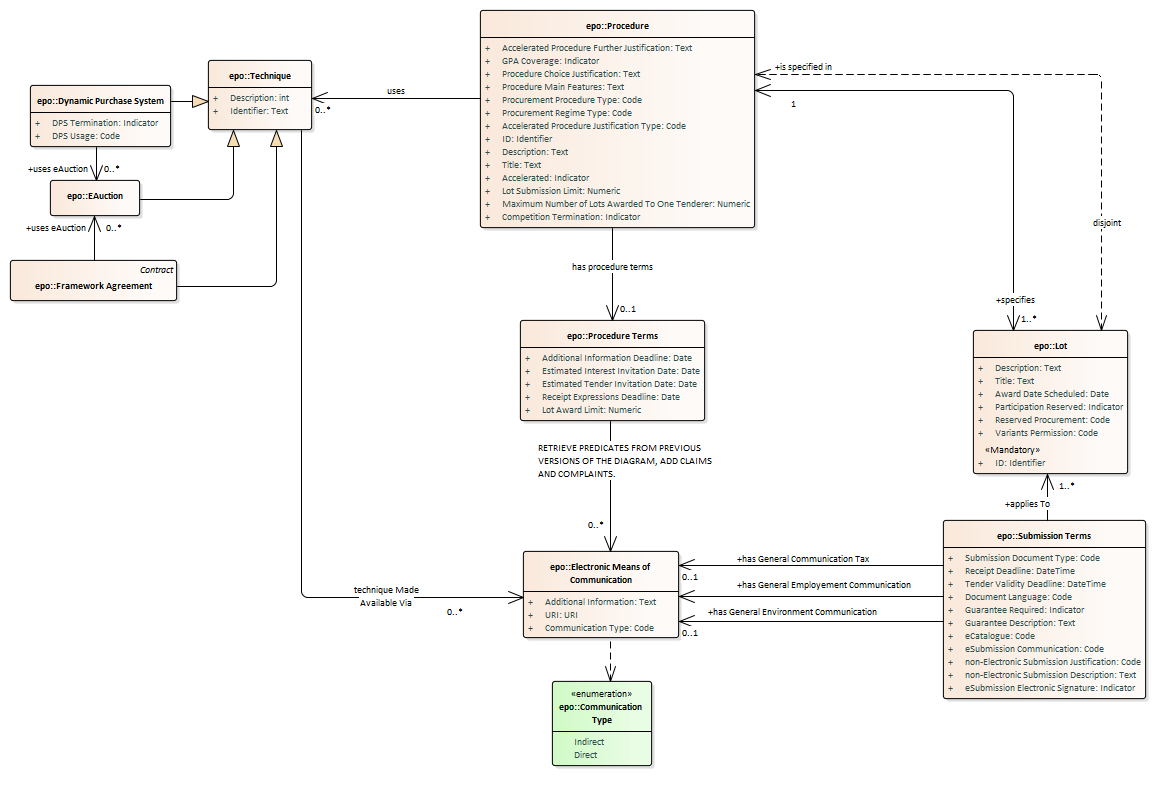 epo::Procedure
+ Accelerated Procedure Further Justification: Text
+ GPA Coverage: Indicator
+ Procedure Choice Justification: Text
+ Procedure Main Features: Text
+ Procurement Procedure Type: Code
+ Procurement Regime Type: Code
+ Accelerated Procedure Justification Type: Code
+ ID: Identifier
+ Description: Text
+ Title: Text
+ Accelerated: Indicator
+ Lot Submission Limit: Numeric
+ Maximum Number of Lots Awarded To One Tenderer: Numeric
+ Competition Termination: Indicator
epo::Technique
+ Description: int
+ Identifier: Text
uses
0..*
epo::Dynamic Purchase System
+ DPS Termination: Indicator
+ DPS Usage: Code
+uses eAuction
0..*
epo::EAuction
+uses eAuction
0..*
Contract
epo::Framework Agreement
+is specified in
1
disjoint
+specifies
1..*
has procedure terms
0..1
epo::Procedure Terms
+ Additional Information Deadline: Date
+ Estimated Interest Invitation Date: Date
+ Estimated Tender Invitation Date: Date
+ Receipt Expressions Deadline: Date
+ Lot Award Limit: Numeric
epo::Lot
+ Description: Text
+ Title: Text
+ Award Date Scheduled: Date
+ Participation Reserved: Indicator
+ Reserved Procurement: Code
+ Variants Permission: Code
«Mandatory»
+ ID: Identifier
RETRIEVE PREDICATES FROM PREVIOUS
VERSIONS OF THE DIAGRAM, ADD CLAIMS
AND COMPLAINTS.
0..*
1..*
+applies To
epo::Submission Terms
+ Submission Document Type: Code
+ Receipt Deadline: DateTime
+ Tender Validity Deadline: DateTime
+ Document Language: Code
+ Guarantee Required: Indicator
+ Guarantee Description: Text
+ eCatalogue: Code
+ eSubmission Communication: Code
+ non-Electronic Submission Justification: Code
+ non-Electronic Submission Description: Text
+ eSubmission Electronic Signature: Indicator
epo::Electronic Means of
Communication
+ Additional Information: Text
+ URI: URI
+ Communication Type: Code
+has General Communication Tax
0..1
+has General Employement Communication
+has General Environment Communication
0..1
technique Made
Available Via
0..*
«enumeration»
epo::Communication
Type
Indirect
Direct